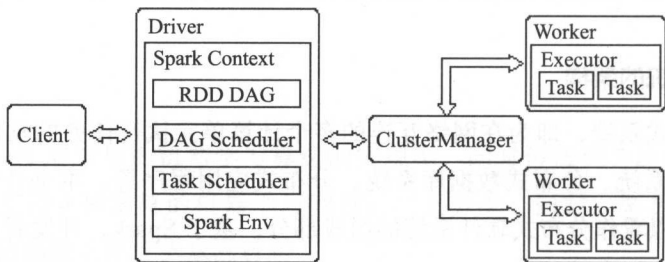 Driver
Spark Context
RDD DAG
DAG Scheduler
Task Scheduler
Spark Env
Client
ClusterManager
Worker
Executor
Task Task
Worker
Executor
Task Task